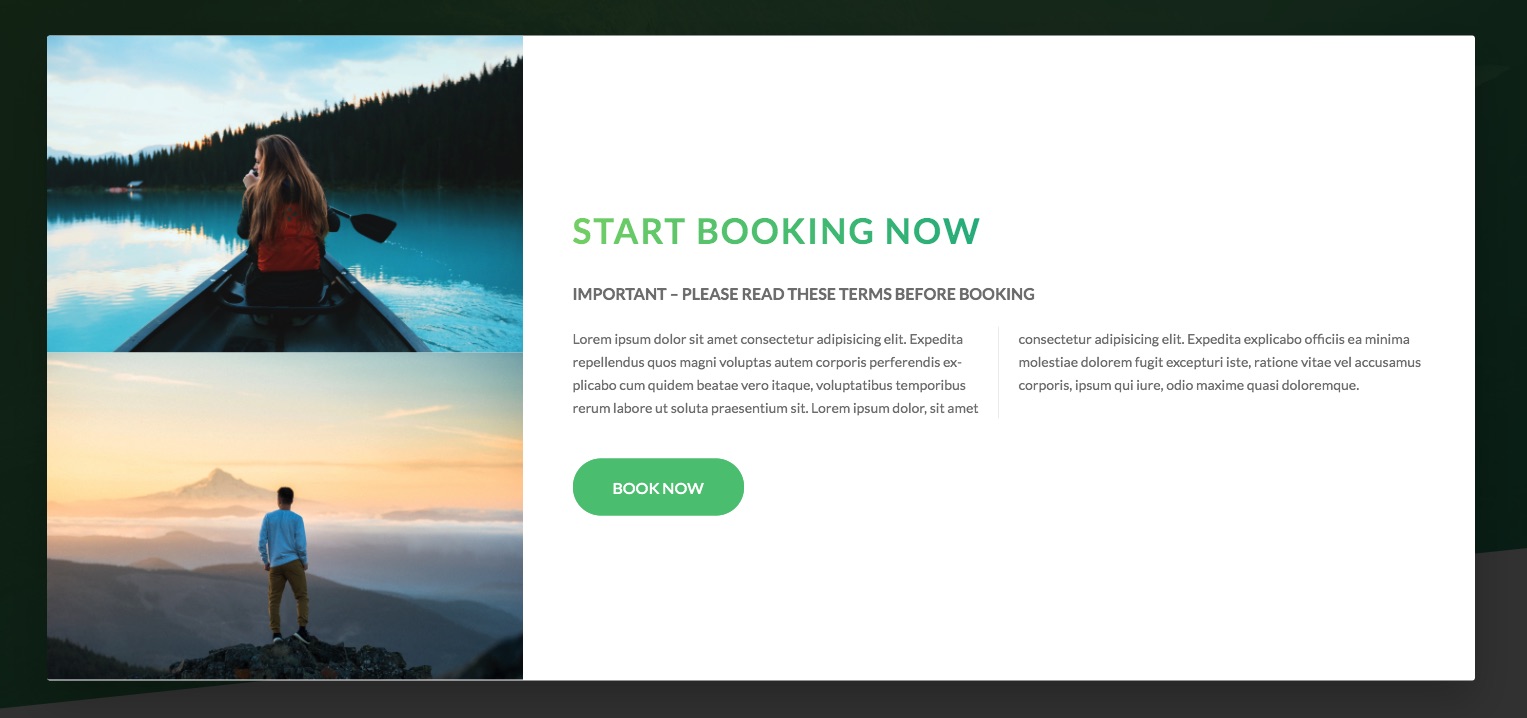 START BOOKING NOW
IMPORTANT – PLEASE READ THESE TERMS BEFORE BOOKING
Lorem ipsum dolor sit amet consectetur adipisicing elit. Expedita
repellendus quos magni voluptas autem corporis perferendis ex-
plicabo cum quidem beatae vero itaque, voluptatibus temporibus
rerum labore ut soluta praesentium sit. Lorem ipsum dolor, sit amet
consectetur adipisicing elit. Expedita explicabo officiis ea minima
molestiae dolorem fugit excepturi iste, ratione vitae vel accusamus
corporis, ipsum qui iure, odio maxime quasi doloremque.
BOOK NOW